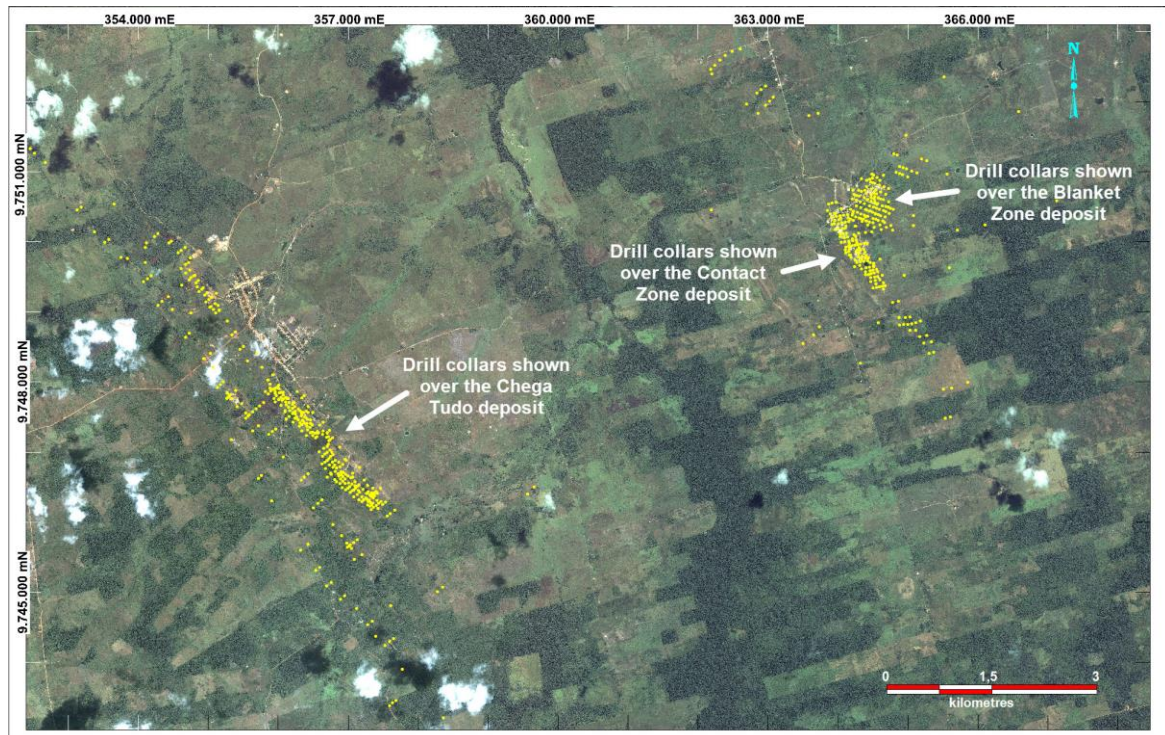 354.000 mE
357.000 mE
360.000 mE
363.000 mE
366.000 mE
N
9.751.000 mN
9.748.000 mN
9.745.000 mN
Drill collars shown
over the Blanket
Zone deposit
Drill collars shown
over the Contact
Zone deposit
Drill collars shown
over the Chega
Tudo deposit
0
1,5
3
kilometres